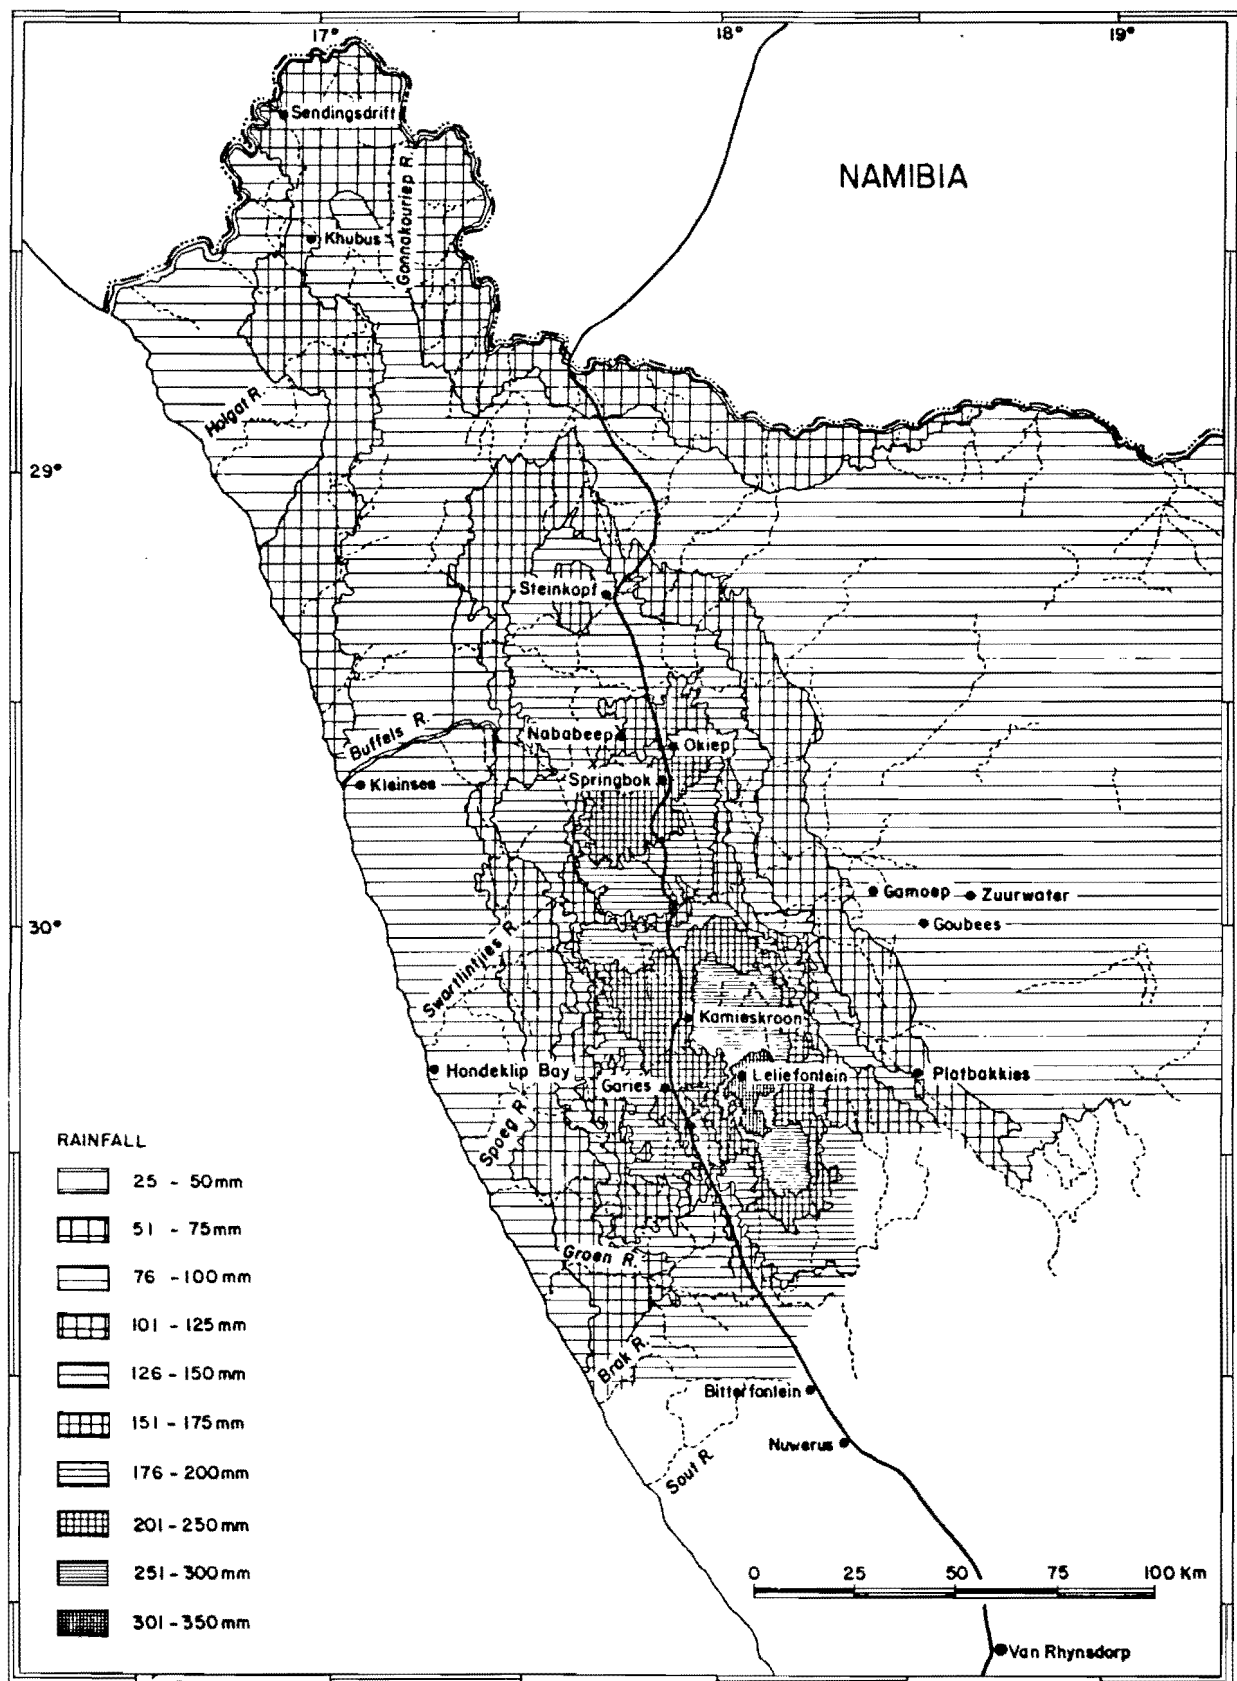 17°
18°
19°
Sendingsdrift
NAMIBIA
Gannakouriep R.
Khubus
Holgat R.
29°
Steinkopf
Buffels R.
Nababeep
Okiep
Kleinsee
Springbok
Gamoep
Zuurwater
Goubees
30°
Swartlintjies R.
Kamieskroon
Hondeklip Bay
Garies
Leliefontein
Platbakkies
Spoeg R.
RAINFALL
25 - 50mm
51 - 75mm
76 - 100mm
101 - 125mm
126 - 150mm
151 - 175mm
176 - 200mm
201 - 250mm
251 - 300mm
301 - 350mm
Groen R.
Brak R.
Bitterfontein
Nuwerus
Sout R.
0 25 50 75 100 Km
Van Rhynsdorp